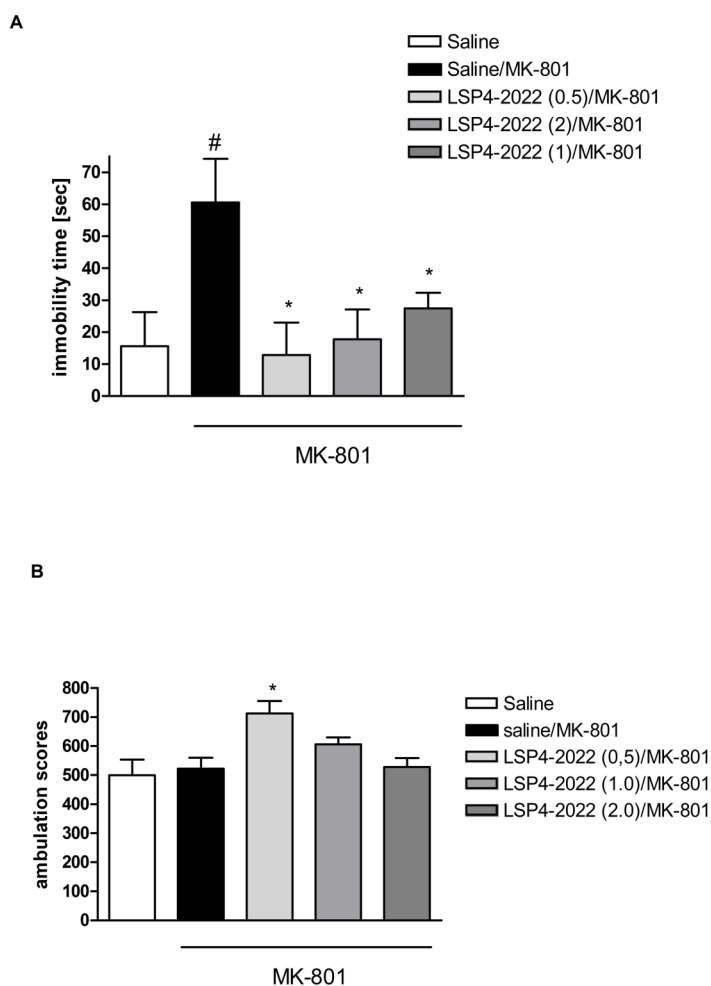 A
Saline
Saline/MK-801
LSP4-2022 (0.5)/MK-801
LSP4-2022 (2)/MK-801
LSP4-2022 (1)/MK-801
#
* * *
immobility time [sec]
70
60
50
40
30
20
10
0
MK-801
B
*
ambulation scores
800
700
600
500
400
300
200
100
0
Saline
saline/MK-801
LSP4-2022 (0,5)/MK-801
LSP4-2022 (1.0)/MK-801
LSP4-2022 (2.0)/MK-801
MK-801